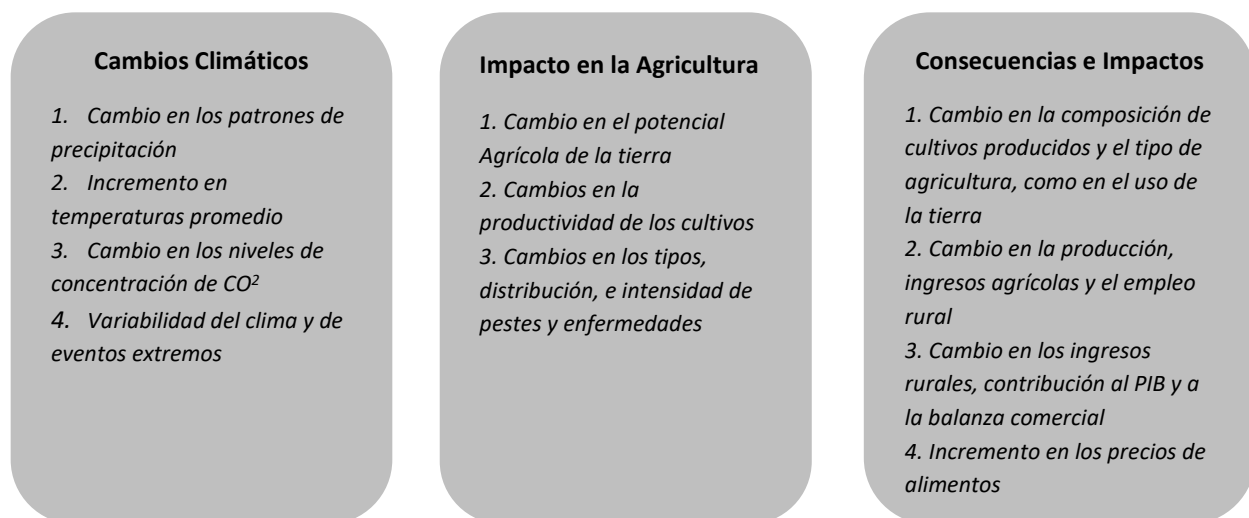 Cambios Climáticos
1. Cambio en los patrones de
precipitación
2. Incremento en
temperaturas promedio
3. Cambio en los niveles de
concentración de CO²
4. Variabilidad del clima y de
eventos extremos
Impacto en la Agricultura
1. Cambio en el potencial
Agrícola de la tierra
2. Cambios en la
productividad de los cultivos
3. Cambios en los tipos,
distribución, e intensidad de
pestes y enfermedades
Consecuencias e Impactos
1. Cambio en la composición de
cultivos producidos y el tipo de
agricultura, como en el uso de
la tierra
2. Cambio en la producción,
ingresos agrícolas y el empleo
rural
3. Cambio en los ingresos
rurales, contribución al PIB y a
la balanza comercial
4. Incremento en los precios de
alimentos